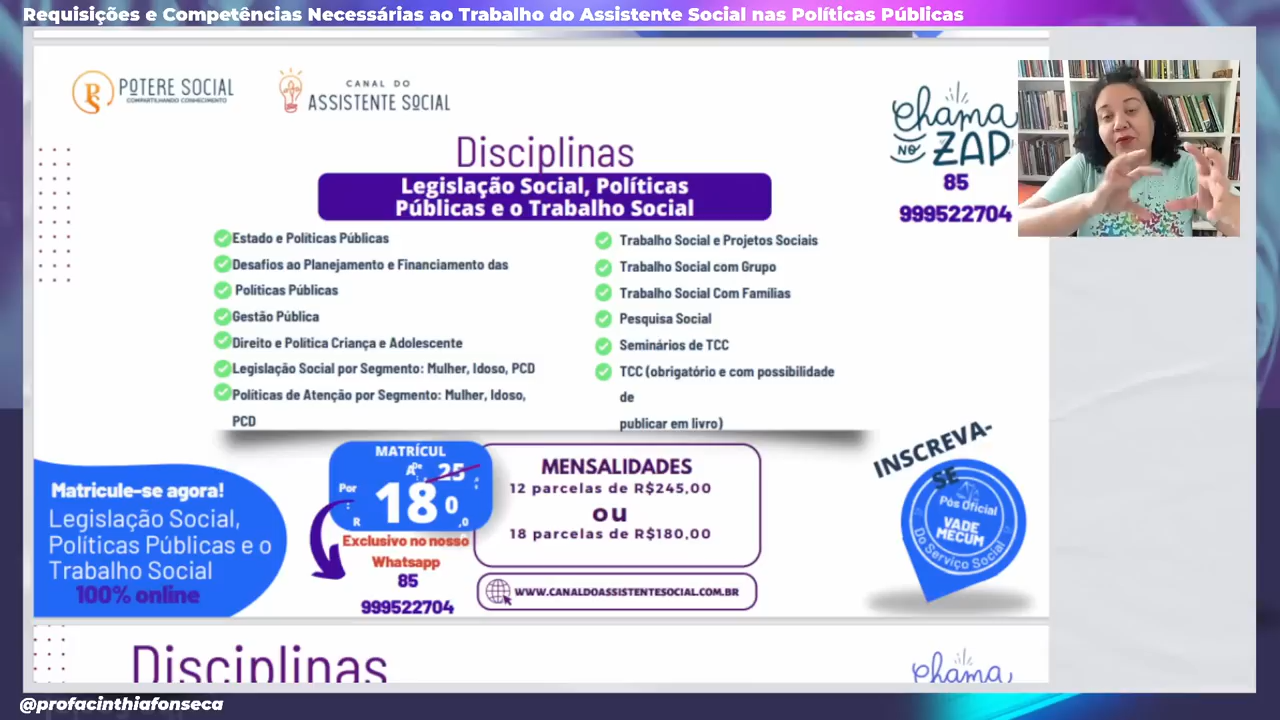 Requisições e Competências Necessárias ao Trabalho do Assistente Social nas Políticas Públicas
POTERE SOCIAL
COMPARTILHANDO CONHECIMENTO
CANAL DO
ASSISTENTE SOCIAL
Chama
NO ZAP
85
999522704
Disciplinas
Legislação Social, Políticas
Públicas e o Trabalho Social
Estado e Políticas Públicas
Desafios ao Planejamento e Financiamento das
Políticas Públicas
Gestão Pública
Direito e Política Criança e Adolescente
Legislação Social por Segmento: Mulher, Idoso, PCD
Políticas de Atenção por Segmento: Mulher, Idoso,
PCD
Trabalho Social e Projetos Sociais
Trabalho Social com Grupo
Trabalho Social Com Famílias
Pesquisa Social
Seminários de TCC
TCC (obrigatório e com possibilidade
de
publicar em livro)
Matricule-se agora!
Legislação Social,
Políticas Públicas e o
Trabalho Social
100% online
MATRÍCUL
A
De
: 25 ,
Por
:
R
18 0
,0
Exclusivo no nosso
Whatsapp
85
999522704
MENSALIDADES
12 parcelas de R$245,00
ou
18 parcelas de R$180,00
WWW.CANALDOASSISTENTESOCIAL.COM.BR
INSCREVA-
SE
Pós Oficial
VADE
MECUM
Do Serviço Social
Disciplinas
Chama
@profacinthiafonseca